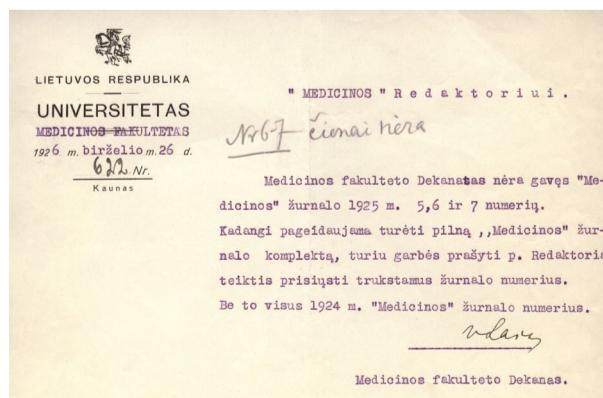 LIETUVOS RESPUBLIKA
UNIVERSITETAS
MEDICINOS FAKULTETAS
1926 m. birželio m. 26 d.
622 Nr.
Kaunas
" MEDICINOS " Redaktoriui.
Nr 6-7 nėra
Medicinos fakulteto Dekanatas nėra gavęs "Me-
dicinos" žurnalo 1925 m. 5,6 ir 7 numerių.
Kadangi pageidaujama turėti pilną ,,Medicinos" žur-
nalo komplektą, turiu garbės prašyti p. Redaktoria
teiktis prisiųsti trukstamus žurnalo numerius.
Be to visus 1924 m. "Medicinos" žurnalo numerius.
Medicinos fakulteto Dekanas.